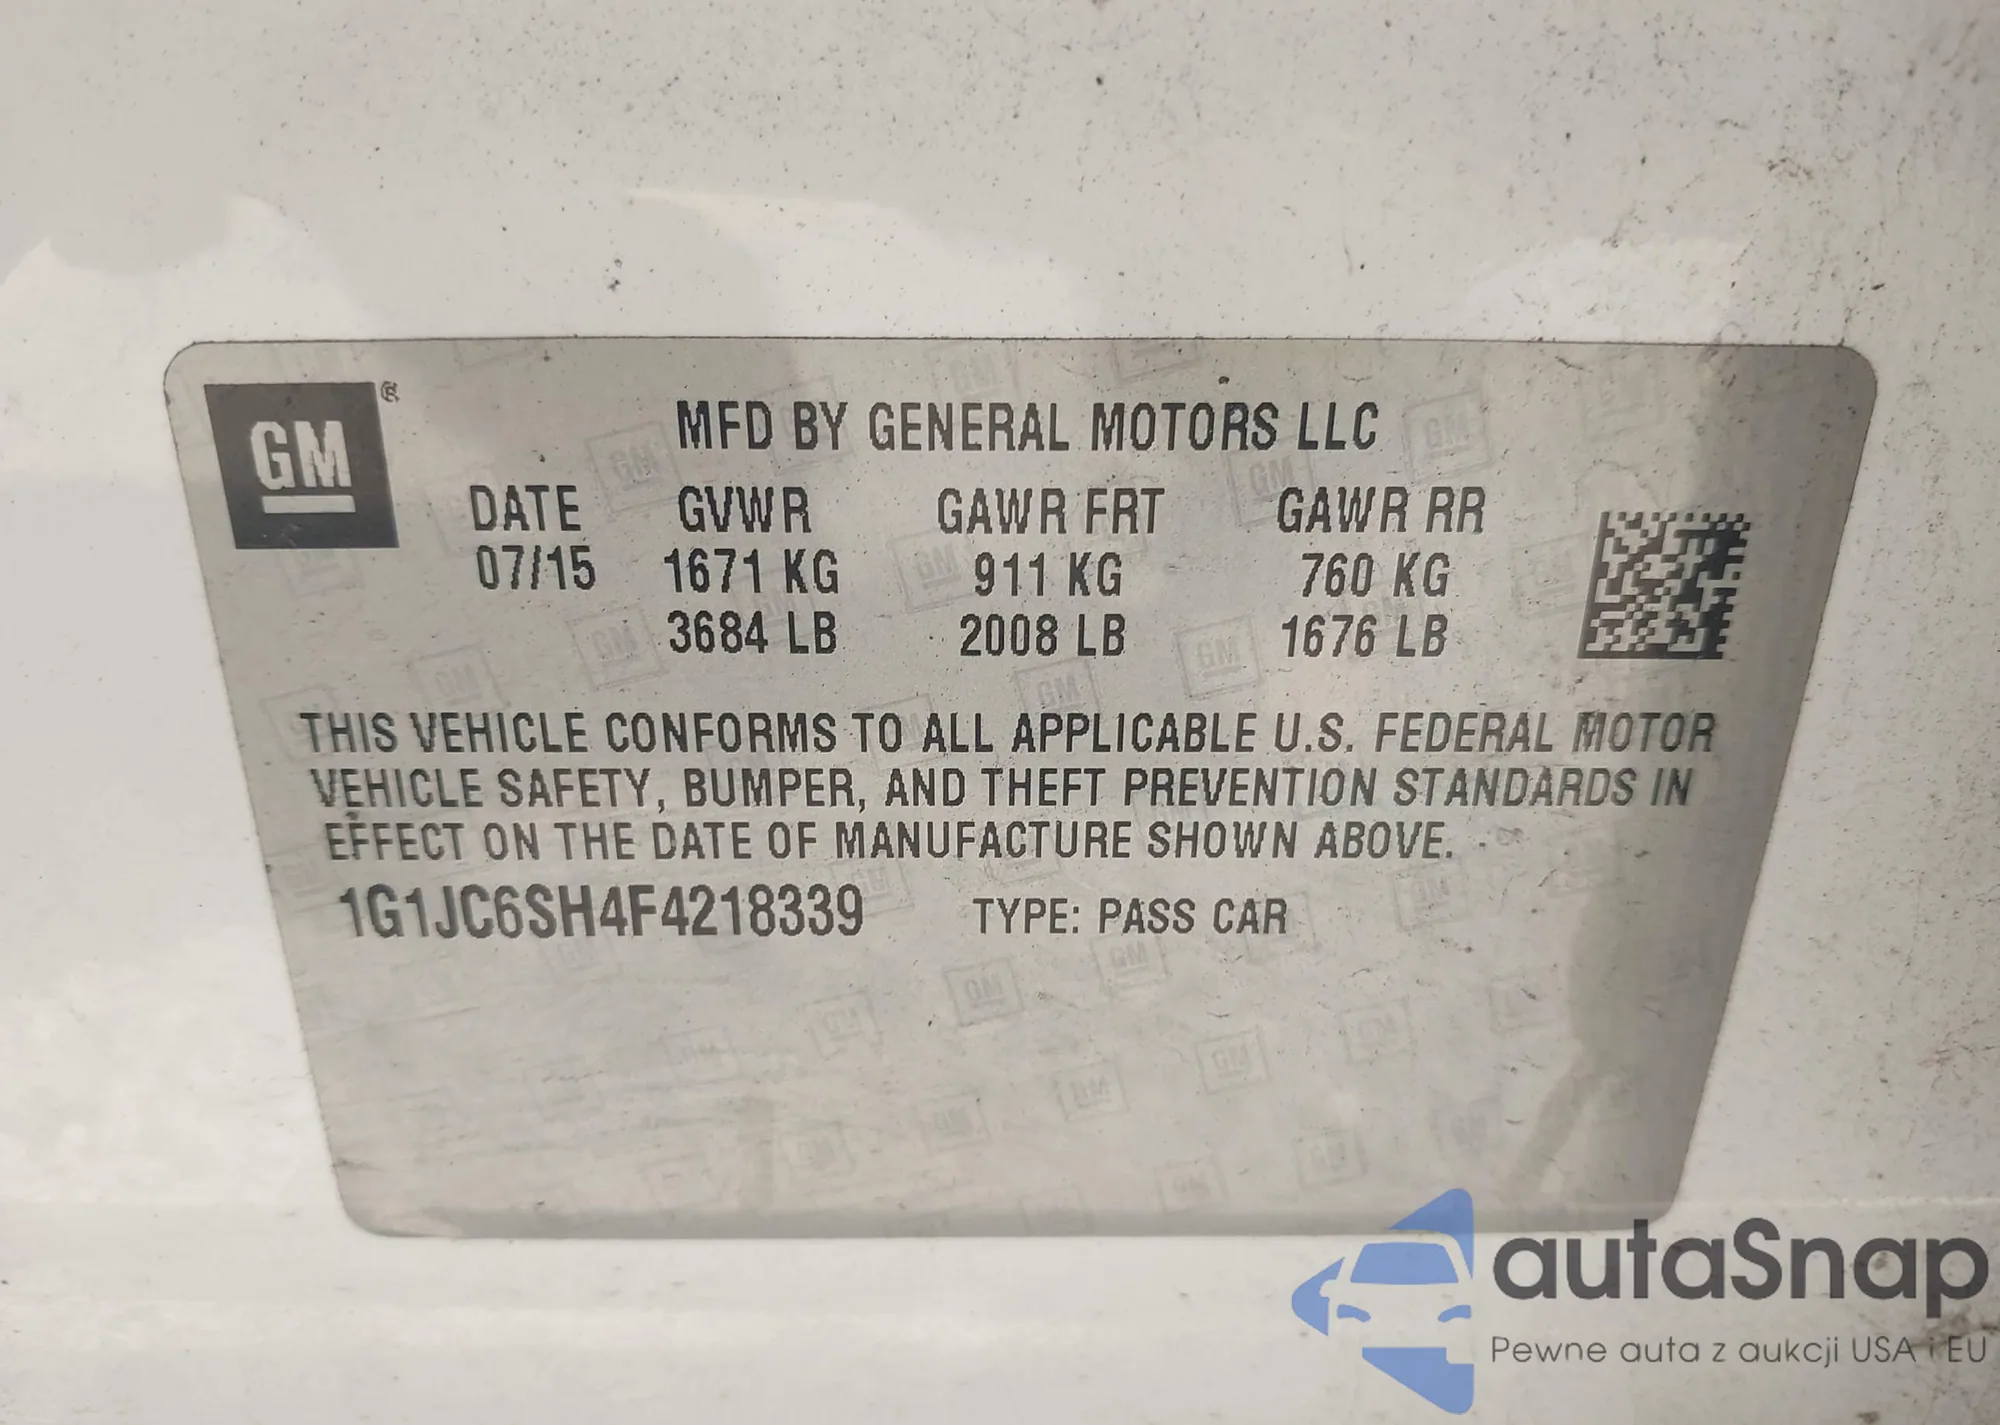 GM ®
MFD BY GENERAL MOTORS LLC
DATE GVWR GAWR FRT GAWR RR
07/15 1671 KG 911 KG 760 KG
3684 LB 2008 LB 1676 LB
THIS VEHICLE CONFORMS TO ALL APPLICABLE U.S. FEDERAL MOTOR
VEHICLE SAFETY, BUMPER, AND THEFT PREVENTION STANDARDS IN
EFFECT ON THE DATE OF MANUFACTURE SHOWN ABOVE.
1G1JC6SH4F4218339 TYPE: PASS CAR
autaSnap
Pewne auta z aukcji USA i EU